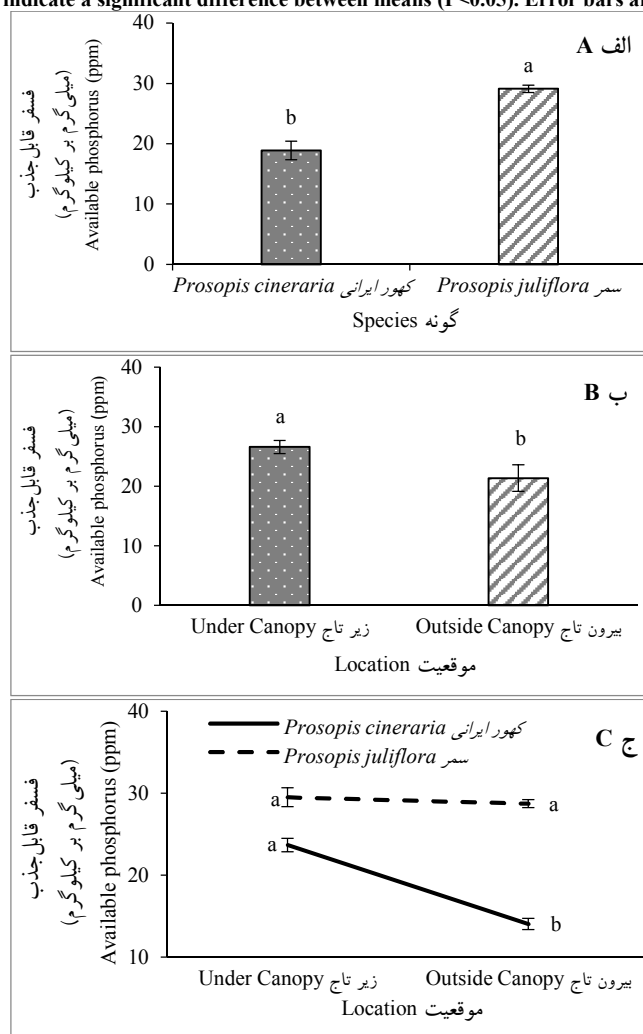 indicate a significant difference between means (P<0.05). Error bars a
الف A
فسفر قابل‌جذب
(میلی‌گرم بر کیلوگرم)
Available phosphorus (ppm)
40
30
20
10
0
b
a
Prosopis cineraria کهور ایرانی
Prosopis juliflora سمر
گونه Species
ب B
فسفر قابل‌جذب
(میلی‌گرم بر کیلوگرم)
Available phosphorus (ppm)
40
30
20
10
0
a
b
Under Canopy زیر تاج
Outside Canopy بیرون تاج
موقعیت Location
ج C
Prosopis cineraria کهور ایرانی
Prosopis juliflora سمر
فسفر قابل‌جذب
(میلی‌گرم بر کیلوگرم)
Available phosphorus (ppm)
40
30
20
10
a
a
a
b
Under Canopy زیر تاج
Outside Canopy بیرون تاج
موقعیت Location